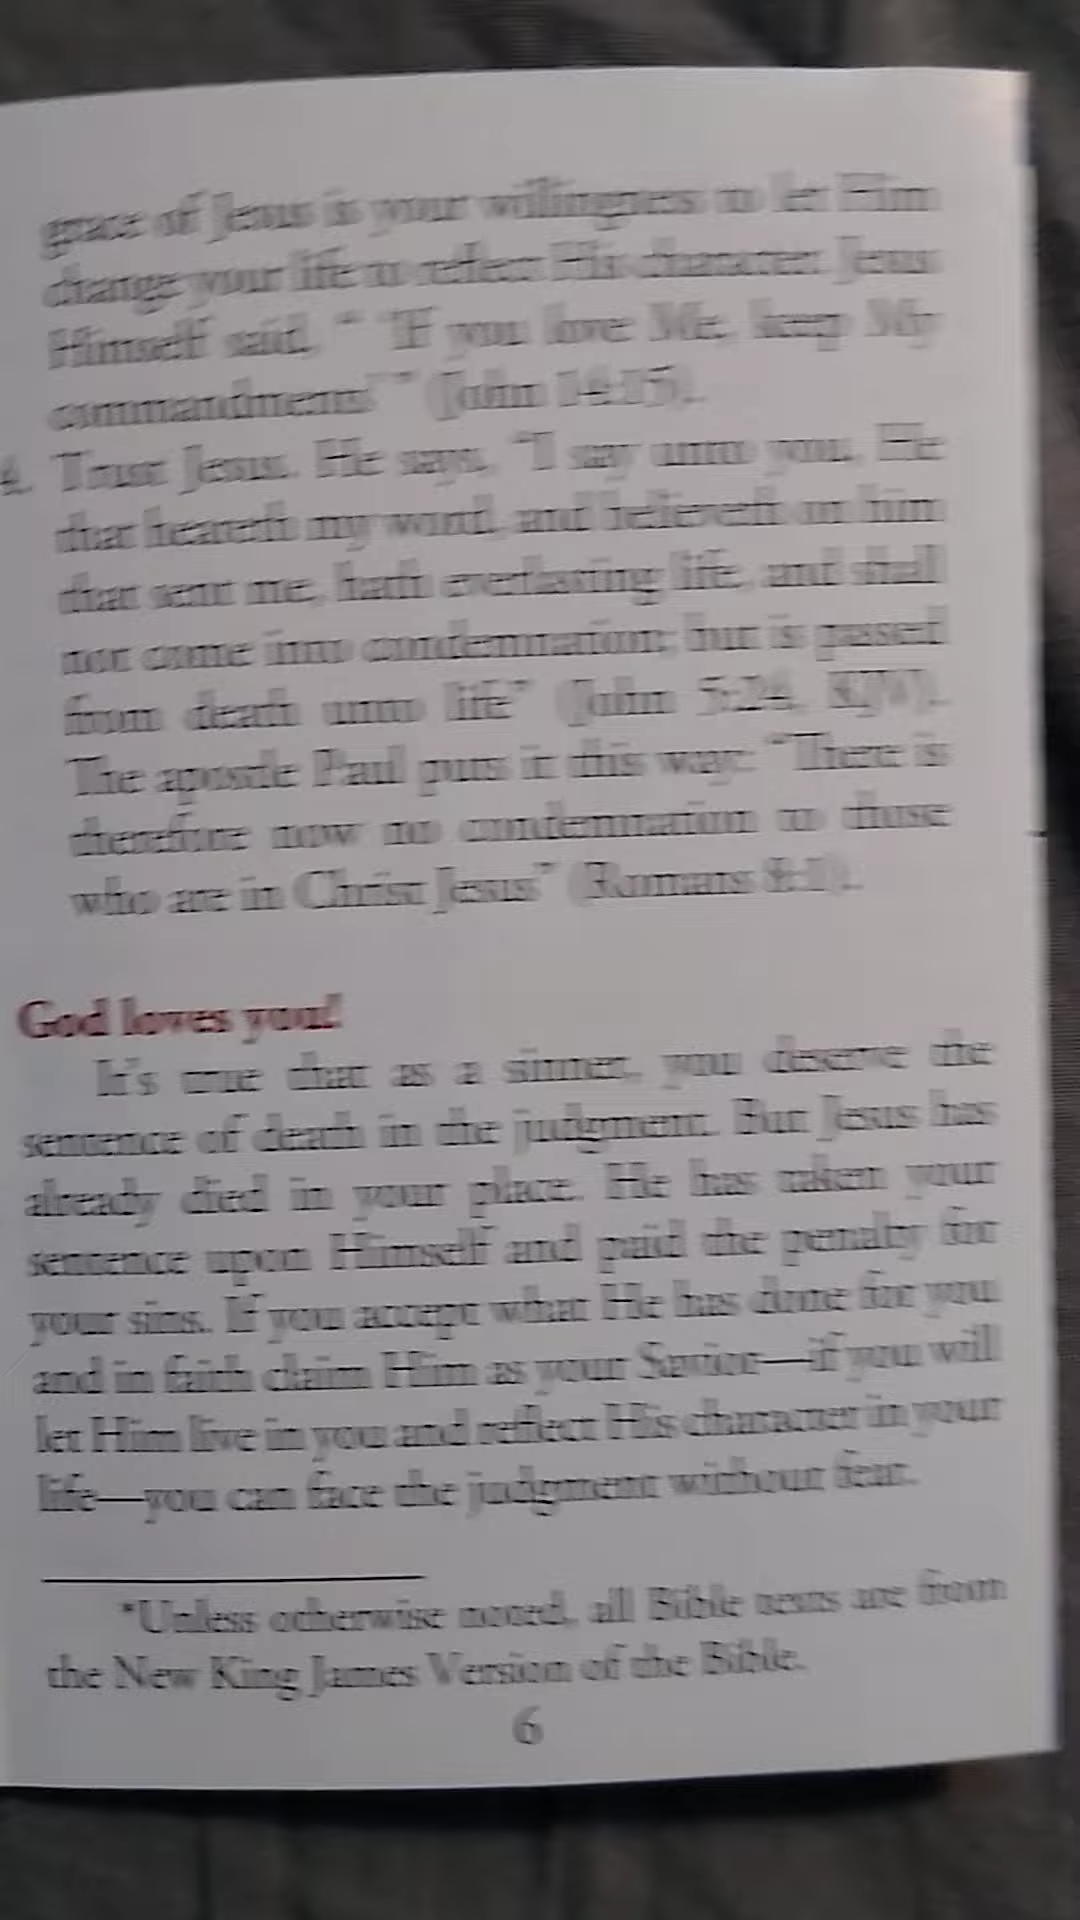 grace of Jesus is your willingness to let Him
change your life to reflect His character. Jesus
Himself said, “ ‘If you love Me, keep My
commandments’ ” (John 14:15).
4. Trust Jesus. He says, “I say unto you, He
that heareth my word, and believeth on him
that sent me, hath everlasting life, and shall
not come into condemnation; but is passed
from death unto life” (John 5:24, KJV).
The apostle Paul puts it this way: “There is
therefore now no condemnation to those
who are in Christ Jesus” (Romans 8:1).
God loves you!
It’s true that as a sinner, you deserve the
sentence of death in the judgment. But Jesus has
already died in your place. He has taken your
sentence upon Himself and paid the penalty for
your sins. If you accept what He has done for you
and in faith claim Him as your Savior—if you will
let Him live in you and reflect His character in your
life—you can face the judgment without fear.
*Unless otherwise noted, all Bible texts are from
the New King James Version of the Bible.
6